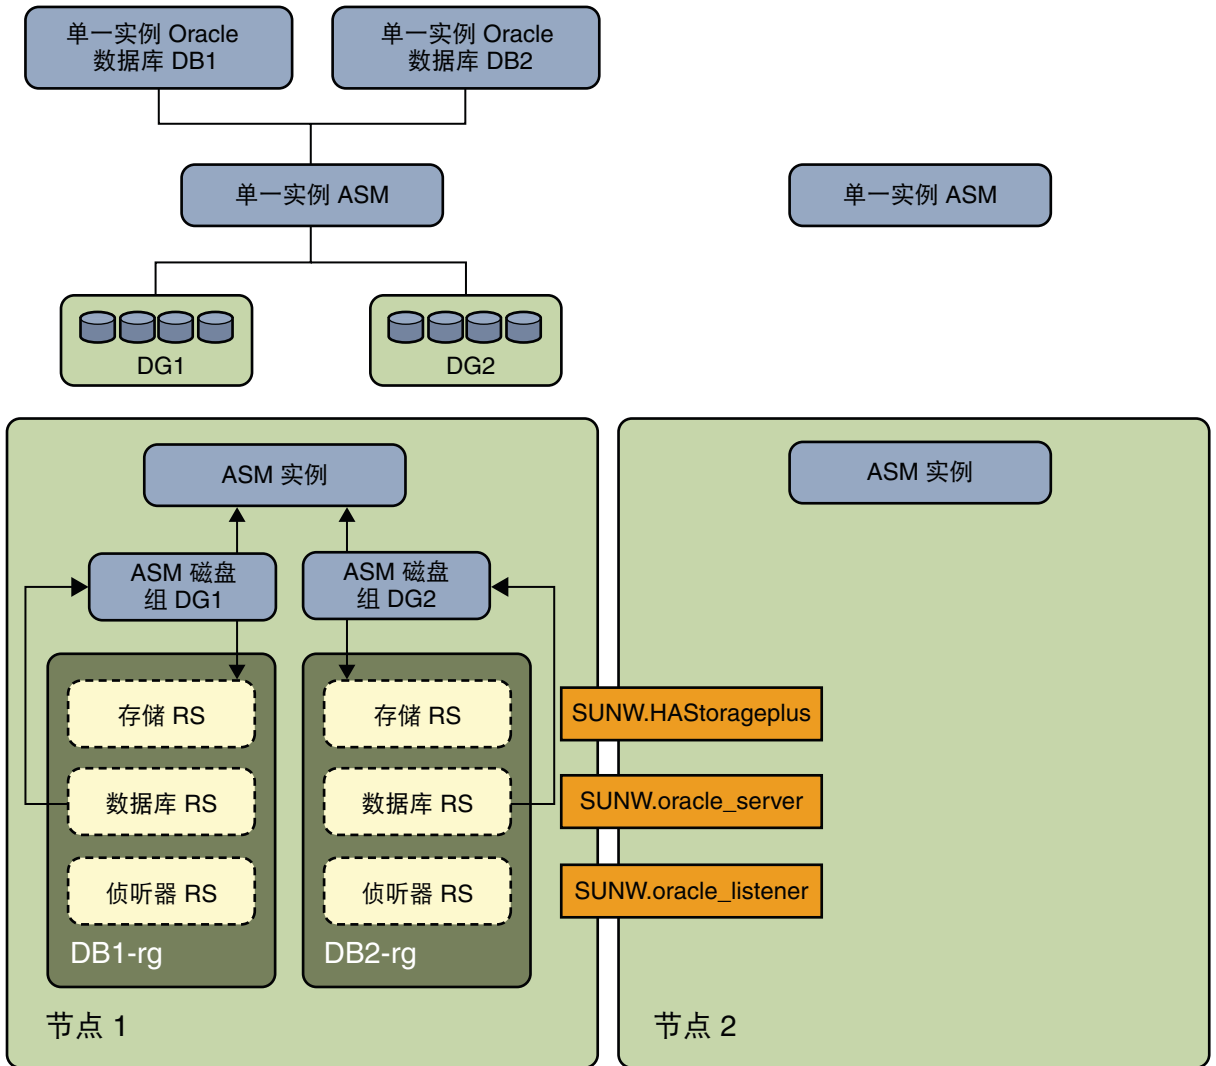 单一实例 Oracle
数据库 DB1
单一实例 Oracle
数据库 DB2
单一实例 ASM
单一实例 ASM
DG1
DG2
ASM 实例
ASM 实例
ASM 磁盘
组 DG1
ASM 磁盘
组 DG2
存储 RS
存储 RS
SUNW.HAStorageplus
数据库 RS
数据库 RS
SUNW.oracle_server
侦听器 RS
侦听器 RS
SUNW.oracle_listener
DB1-rg
DB2-rg
节点 1
节点 2